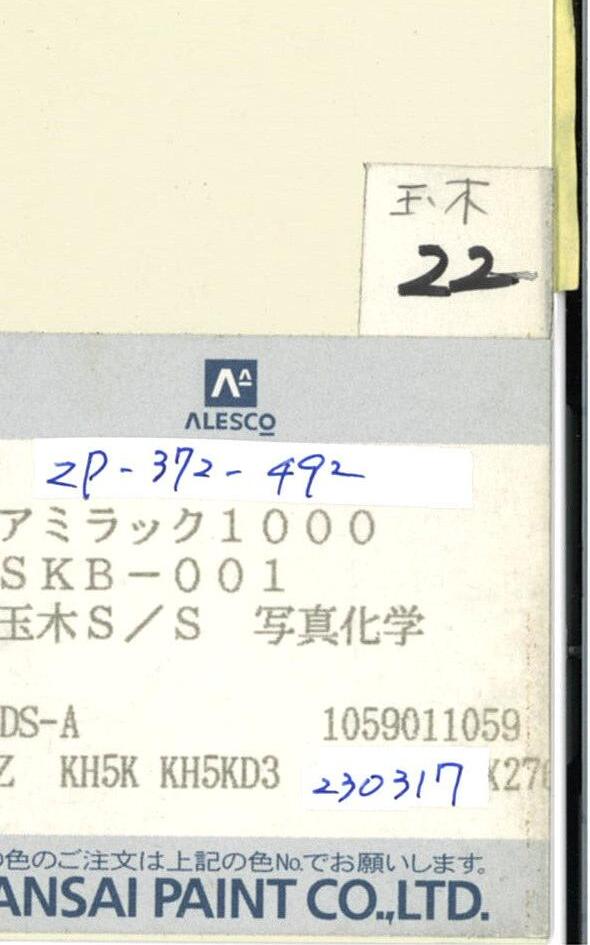 玉木
22
ALESCO
ZP-372-492
アミラック1000
SKB-001
玉木S/S 写真化学
DS-A 1059011059
Z KH5K KH5KD3 230317 X270
の色のご注文は上記の色No.でお願いします。
ANSAI PAINT CO.,LTD.